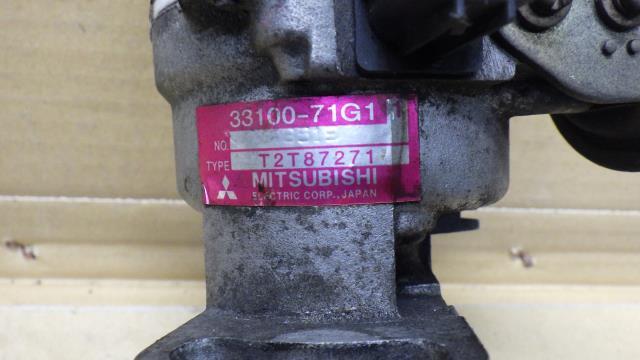 33100-71G1
NO.
TYPE T2T87271
MITSUBISHI
ELECTRIC CORP., JAPAN